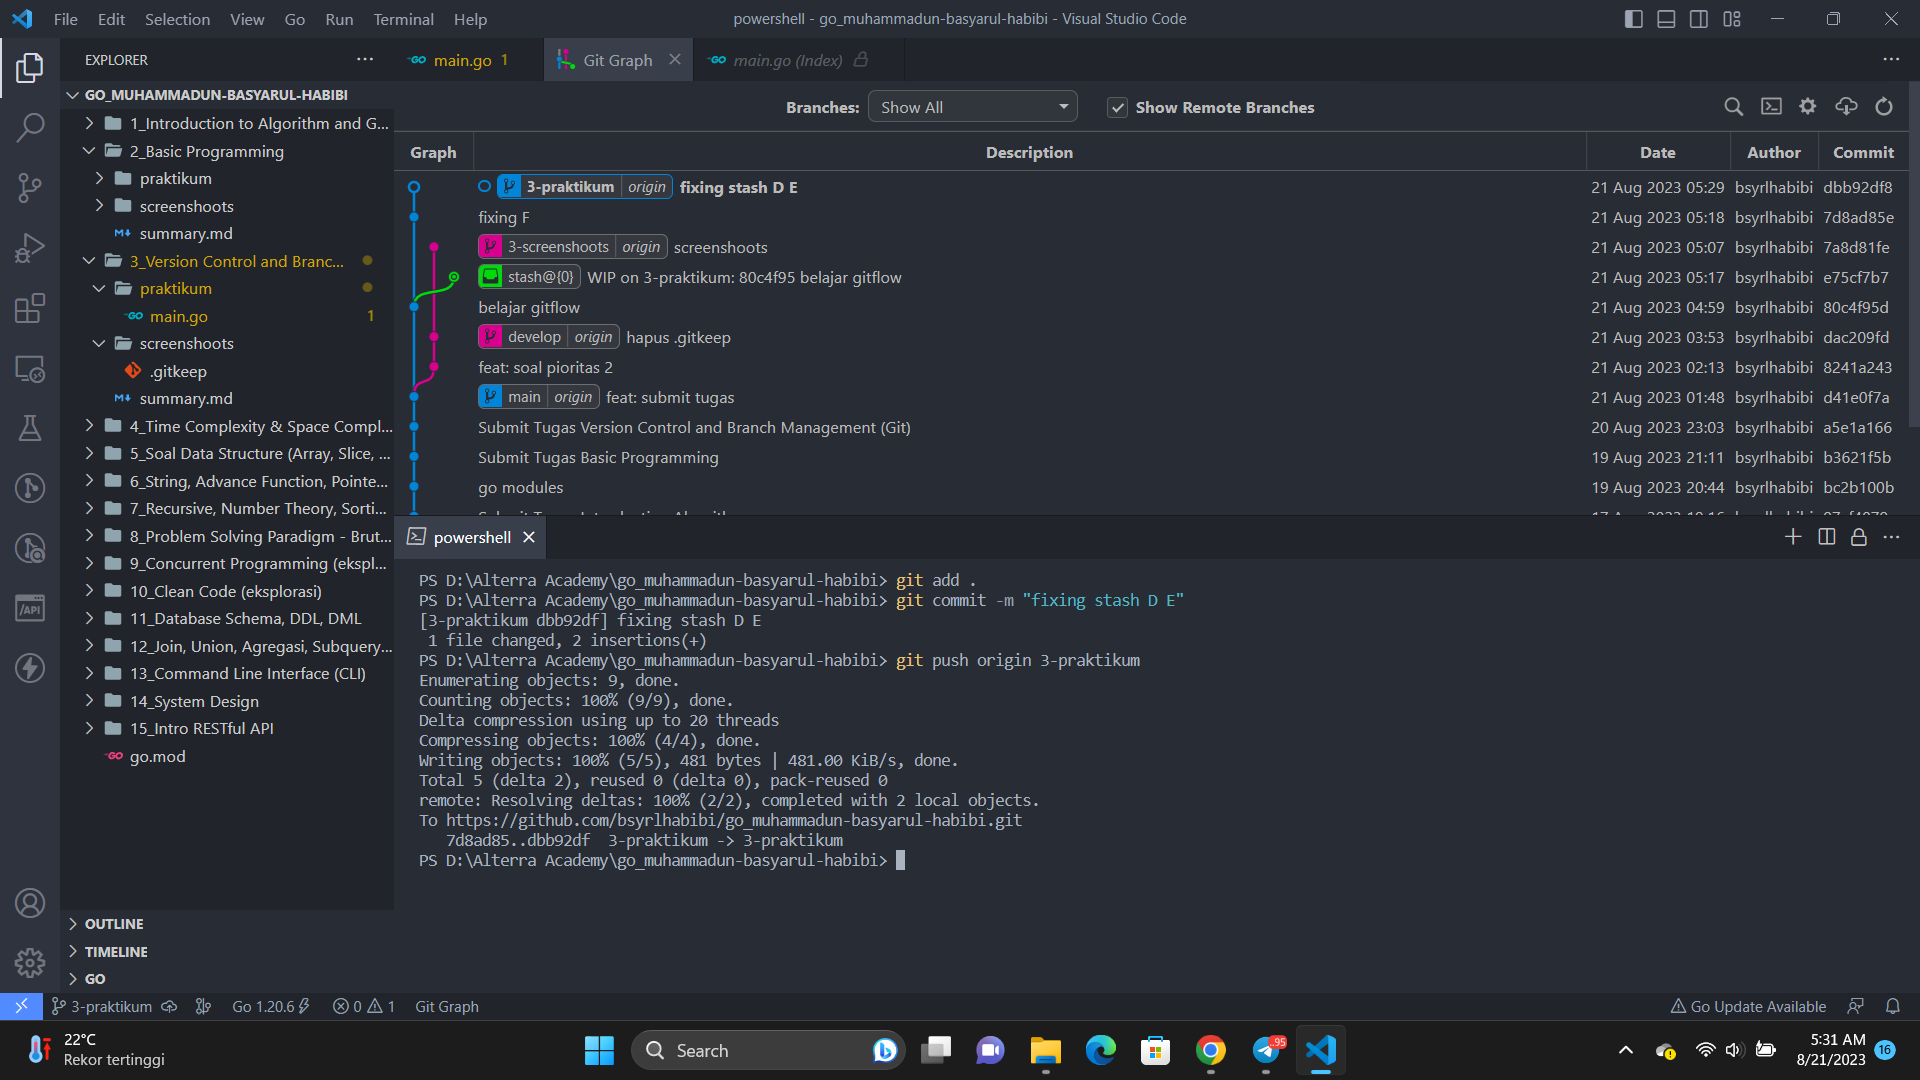 File Edit Selection View Go Run Terminal Help
powershell - go_muhammadun-basyarul-habibi - Visual Studio Code
EXPLORER
main.go 1
Git Graph
main.go (Index)
GO_MUHAMMADUN-BASYARUL-HABIBI
1_Introduction to Algorithm and G...
2_Basic Programming
praktikum
screenshoots
summary.md
3_Version Control and Branc...
praktikum
main.go 1
screenshoots
.gitkeep
summary.md
4_Time Complexity & Space Compl...
5_Soal Data Structure (Array, Slice, ...
6_String, Advance Function, Pointe...
7_Recursive, Number Theory, Sorti...
8_Problem Solving Paradigm - Brut...
9_Concurrent Programming (ekspl...
10_Clean Code (eksplorasi)
11_Database Schema, DDL, DML
12_Join, Union, Agregasi, Subquery...
13_Command Line Interface (CLI)
14_System Design
15_Intro RESTful API
go.mod
OUTLINE
TIMELINE
GO
Branches: Show All Show Remote Branches
Graph Description Date Author Commit
3-praktikum origin fixing stash D E 21 Aug 2023 05:29 bsyrlhabibi dbb92df8
fixing F 21 Aug 2023 05:18 bsyrlhabibi 7d8ad85e
3-screenshoots origin screenshoots 21 Aug 2023 05:07 bsyrlhabibi 7a8d81fe
stash@{0} WIP on 3-praktikum: 80c4f95 belajar gitflow 21 Aug 2023 05:17 bsyrlhabibi e75cf7b7
belajar gitflow 21 Aug 2023 04:59 bsyrlhabibi 80c4f95d
develop origin hapus .gitkeep 21 Aug 2023 03:53 bsyrlhabibi dac209fd
feat: soal pioritas 2 21 Aug 2023 02:13 bsyrlhabibi 8241a243
main origin feat: submit tugas 21 Aug 2023 01:48 bsyrlhabibi d41e0f7a
Submit Tugas Version Control and Branch Management (Git) 20 Aug 2023 23:03 bsyrlhabibi a5e1a166
Submit Tugas Basic Programming 19 Aug 2023 21:11 bsyrlhabibi b3621f5b
go modules 19 Aug 2023 20:44 bsyrlhabibi bc2b100b
powershell
PS D:\Alterra Academy\go_muhammadun-basyarul-habibi> git add .
PS D:\Alterra Academy\go_muhammadun-basyarul-habibi> git commit -m "fixing stash D E"
[3-praktikum dbb92df] fixing stash D E
1 file changed, 2 insertions(+)
PS D:\Alterra Academy\go_muhammadun-basyarul-habibi> git push origin 3-praktikum
Enumerating objects: 9, done.
Counting objects: 100% (9/9), done.
Delta compression using up to 20 threads
Compressing objects: 100% (4/4), done.
Writing objects: 100% (5/5), 481 bytes | 481.00 KiB/s, done.
Total 5 (delta 2), reused 0 (delta 0), pack-reused 0
remote: Resolving deltas: 100% (2/2), completed with 2 local objects.
To https://github.com/bsyrlhabibi/go_muhammadun-basyarul-habibi.git
7d8ad85..dbb92df 3-praktikum -> 3-praktikum
PS D:\Alterra Academy\go_muhammadun-basyarul-habibi>
3-praktikum Go 1.20.6 0 1 Git Graph
Go Update Available
22°C
Rekor tertinggi
Search
95
5:31 AM
8/21/2023
16